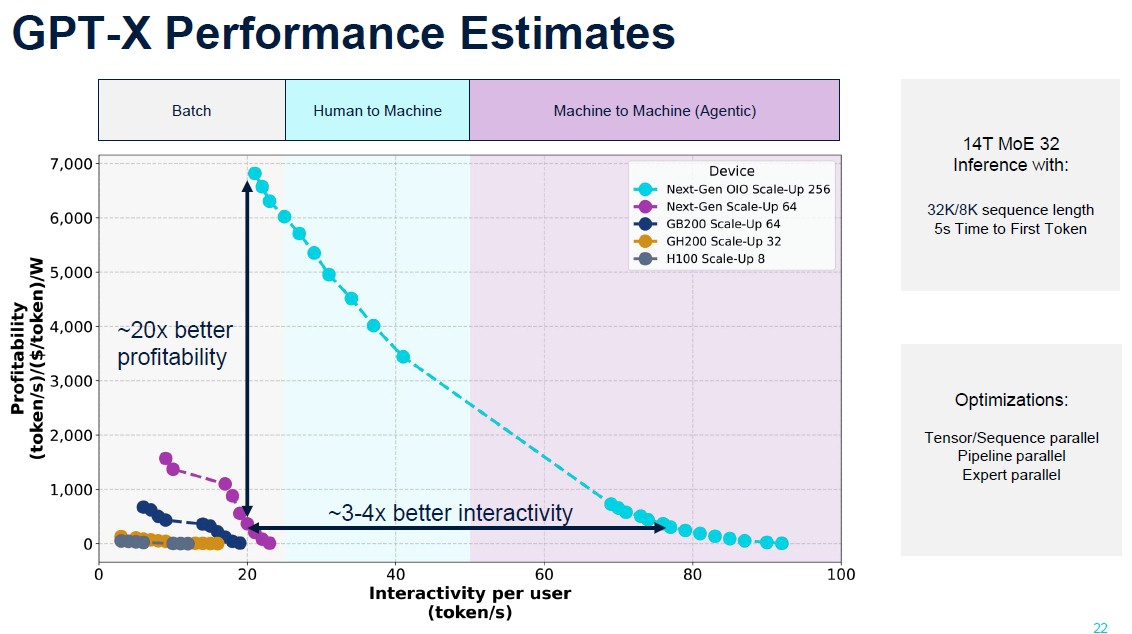 GPT-X Performance Estimates
Batch
Human to Machine
Machine to Machine (Agentic)
14T MoE 32
Inference with:
32K/8K sequence length
5s Time to First Token
Optimizations:
Tensor/Sequence parallel
Pipeline parallel
Expert parallel
Profitability
(token/s)/($/token)/W
7,000
6,000
5,000
4,000
3,000
2,000
1,000
0
~20x better
profitability
~3-4x better interactivity
Device
Next-Gen OIO Scale-Up 256
Next-Gen Scale-Up 64
GB200 Scale-Up 64
GH200 Scale-Up 32
H100 Scale-Up 8
0
20
40
60
80
100
Interactivity per user
(token/s)
22